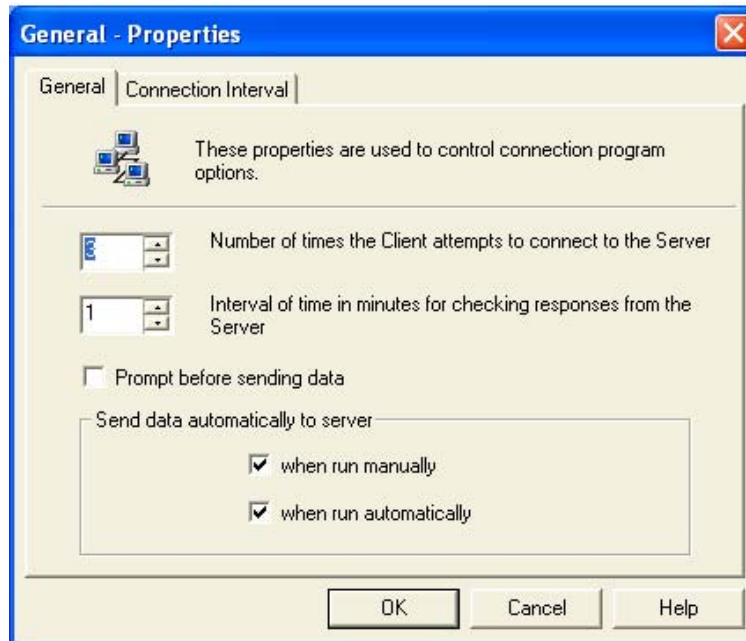 General - Properties
General
Connection Interval
These properties are used to control connection program
options.
3
Number of times the Client attempts to connect to the Server
1
Interval of time in minutes for checking responses from the
Server
Prompt before sending data
Send data automatically to server
when run manually
when run automatically
OK
Cancel
Help